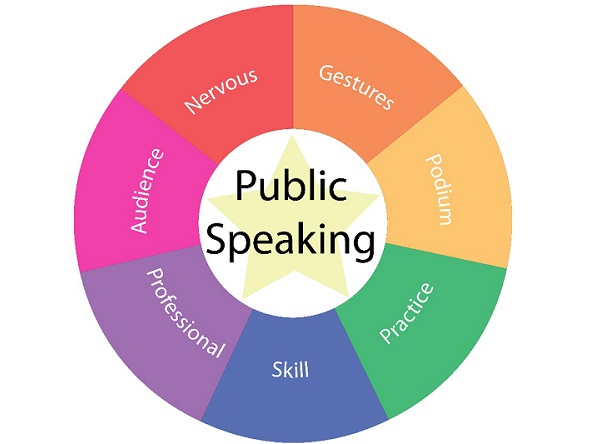 Public
Speaking
Nervous
Gestures
Podium
Practice
Skill
Professional
Audience